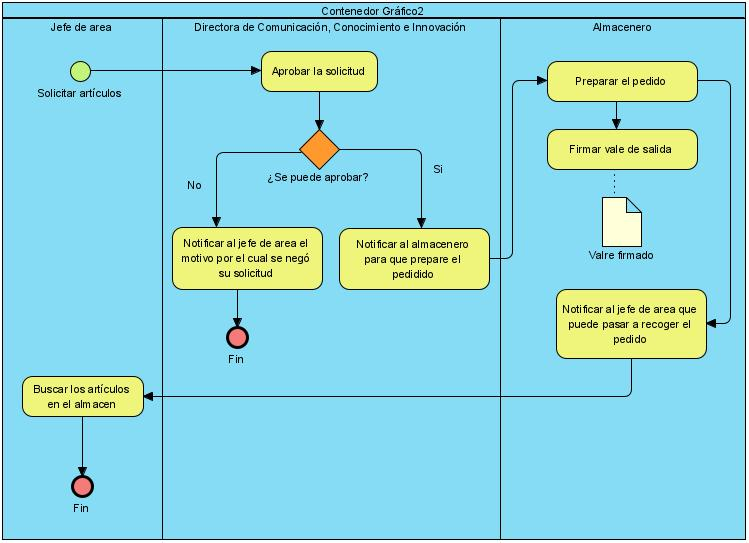 Contenedor Gráfico2
Jefe de area
Directora de Comunicación, Conocimiento e Innovación
Almacenero
Solicitar artículos
Aprobar la solicitud
¿Se puede aprobar?
No
Si
Notificar al jefe de area el
motivo por el cual se negó
su solicitud
Notificar al almacenero
para que prepare el
pedidido
Fin
Preparar el pedido
Firmar vale de salida
Valre firmado
Notificar al jefe de area que
puede pasar a recoger el
pedido
Buscar los artículos
en el almacen
Fin